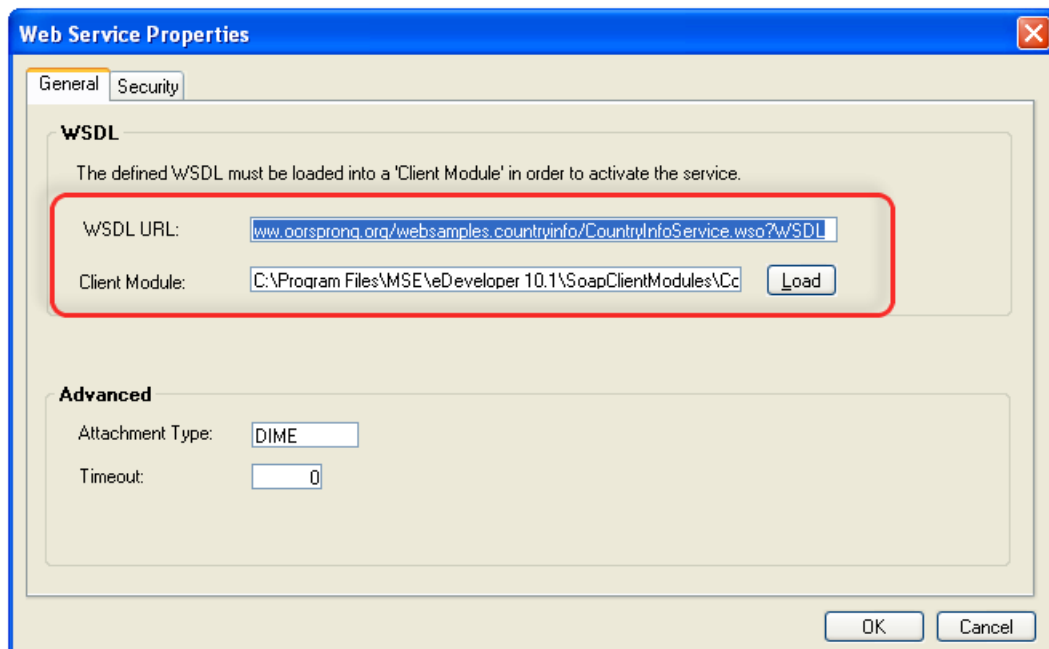 Web Service Properties
General Security
WSDL
The defined WSDL must be loaded into a 'Client Module' in order to activate the service.
WSDL URL: ww.oorsprong.org/websamples.countryinfo/CountryInfoService.wso?WSDL
Client Module: C:\Program Files\MSE\eDeveloper 10.1\SoapClientModules\Co Load
Advanced
Attachment Type: DIME
Timeout: 0
OK Cancel